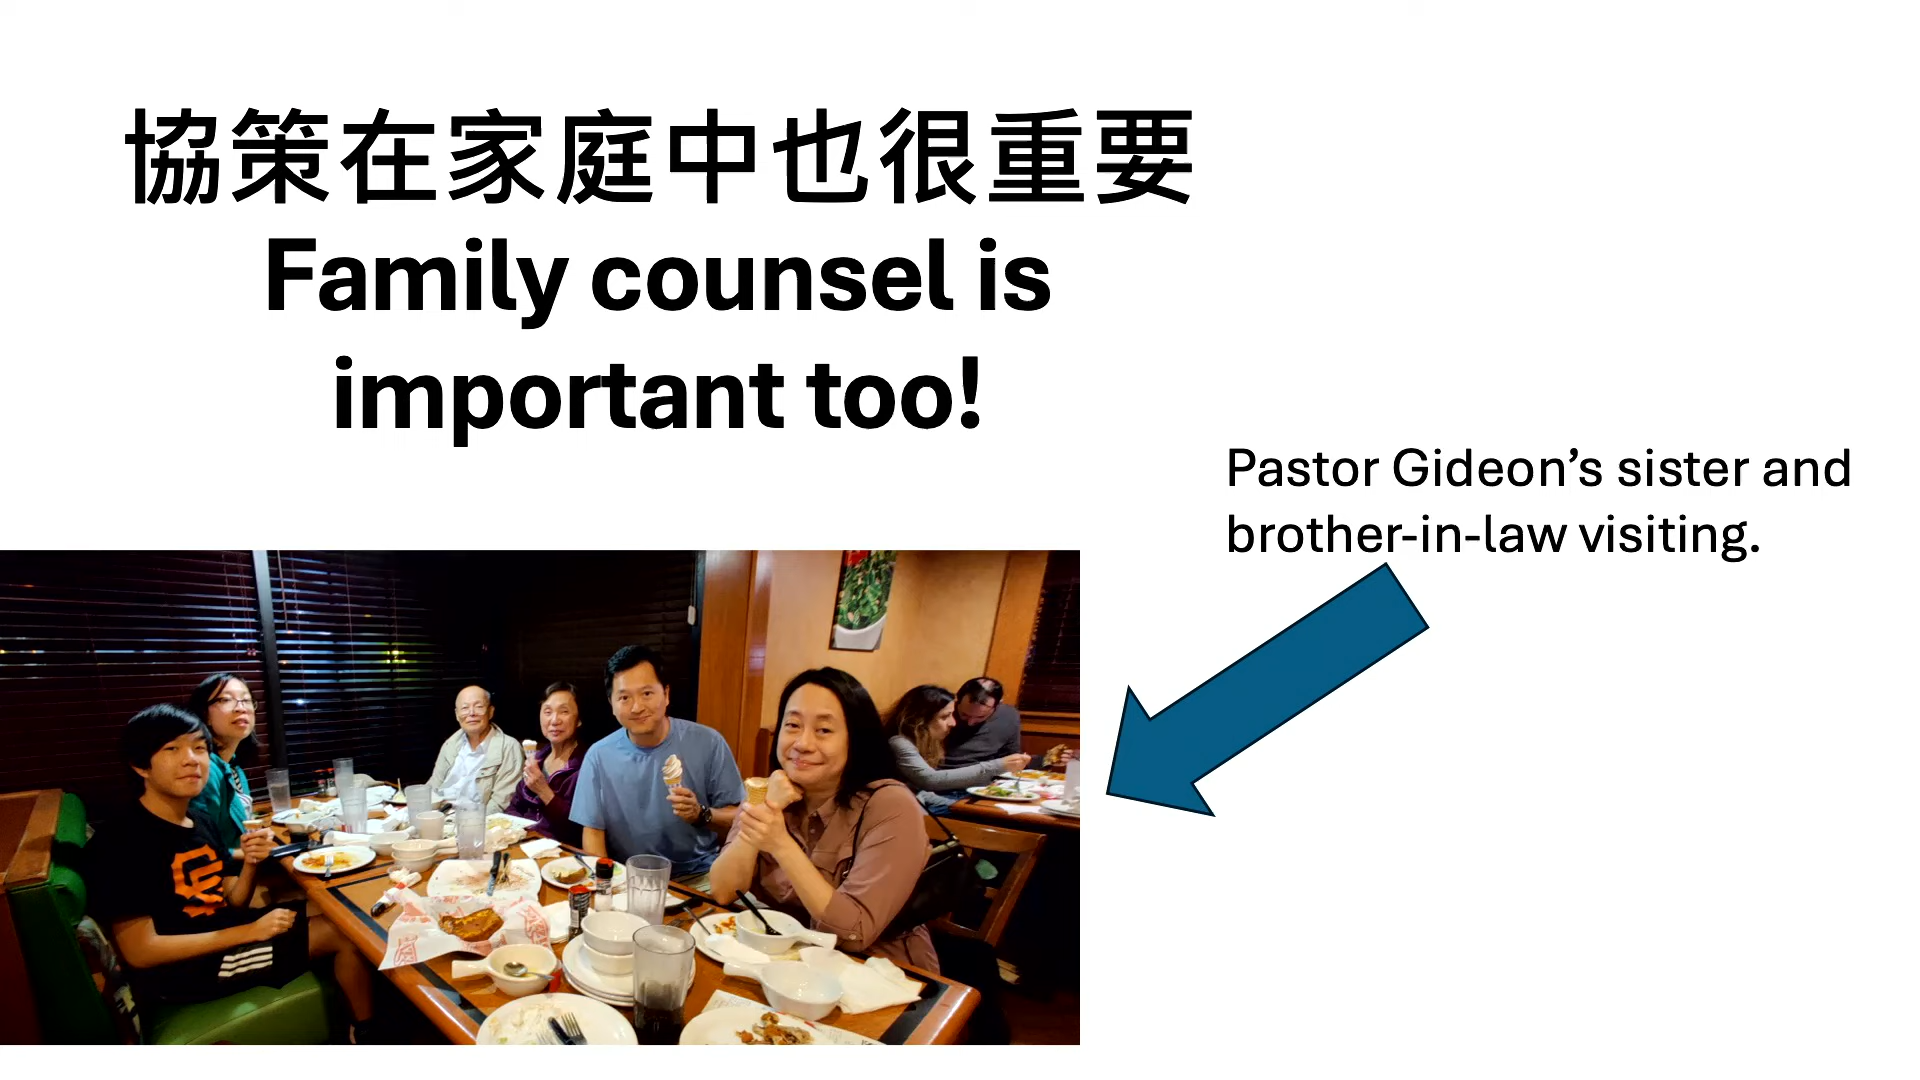 協策在家庭中也很重要
Family counsel is
important too!
Pastor Gideon’s sister and
brother-in-law visiting.